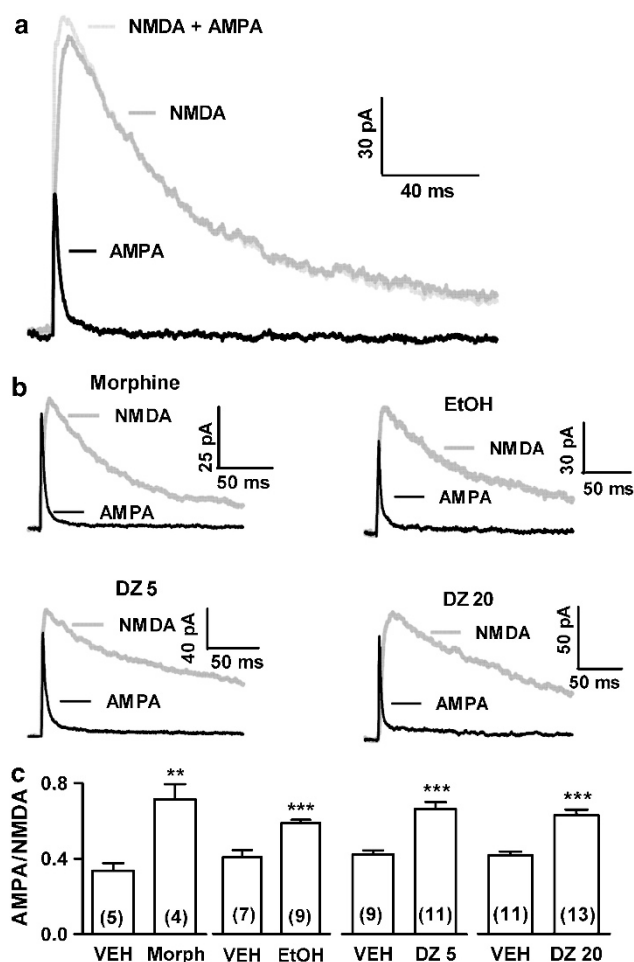 a
NMDA + AMPA
NMDA
AMPA
30 pA
40 ms
b
Morphine
NMDA
AMPA
25 pA
50 ms
EtOH
NMDA
AMPA
30 pA
50 ms
DZ 5
NMDA
AMPA
40 pA
50 ms
DZ 20
NMDA
AMPA
50 pA
50 ms
c
AMPA/NMDA
0.8
0.4
0.0
** *** *** ***
(5) (4) (7) (9) (9) (11) (11) (13)
VEH Morph VEH EtOH VEH DZ 5 VEH DZ 20